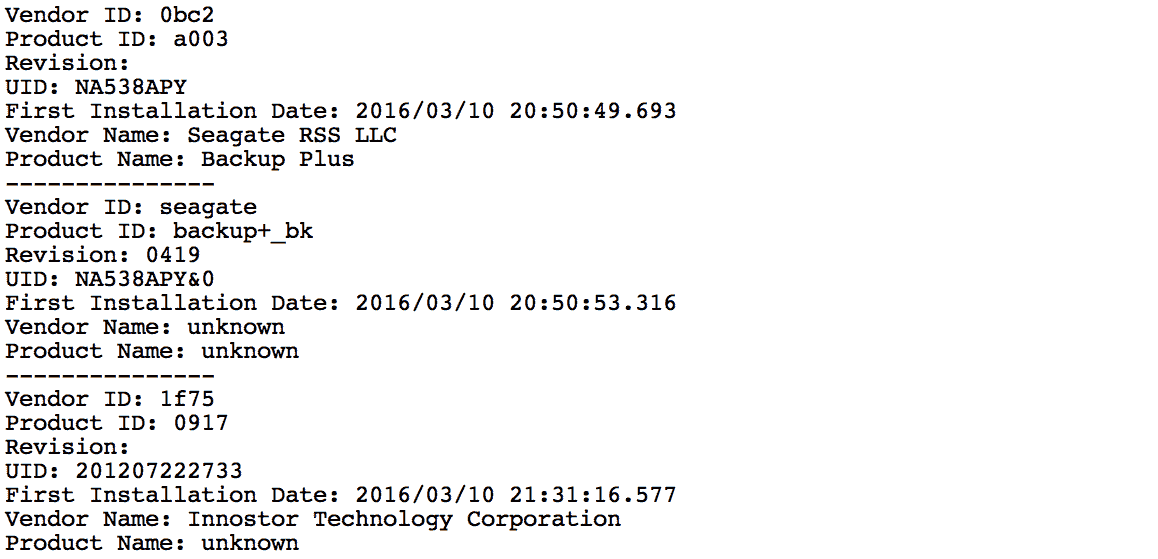 Vendor ID: 0bc2
Product ID: a003
Revision:
UID: NA538APY
First Installation Date: 2016/03/10 20:50:49.693
Vendor Name: Seagate RSS LLC
Product Name: Backup Plus
---------------
Vendor ID: seagate
Product ID: backup+_bk
Revision: 0419
UID: NA538APY&0
First Installation Date: 2016/03/10 20:50:53.316
Vendor Name: unknown
Product Name: unknown
---------------
Vendor ID: 1f75
Product ID: 0917
Revision:
UID: 201207222733
First Installation Date: 2016/03/10 21:31:16.577
Vendor Name: Innostor Technology Corporation
Product Name: unknown